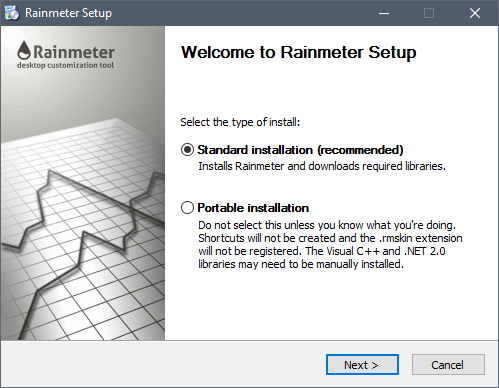 Rainmeter Setup
Rainmeter
desktop customization tool
Welcome to Rainmeter Setup
Select the type of install:
Standard installation (recommended)
Installs Rainmeter and downloads required libraries.
Portable installation
Do not select this unless you know what you're doing.
Shortcuts will not be created and the .rmskin extension
will not be registered. The Visual C++ and .NET 2.0
libraries may need to be manually installed.
Next >
Cancel